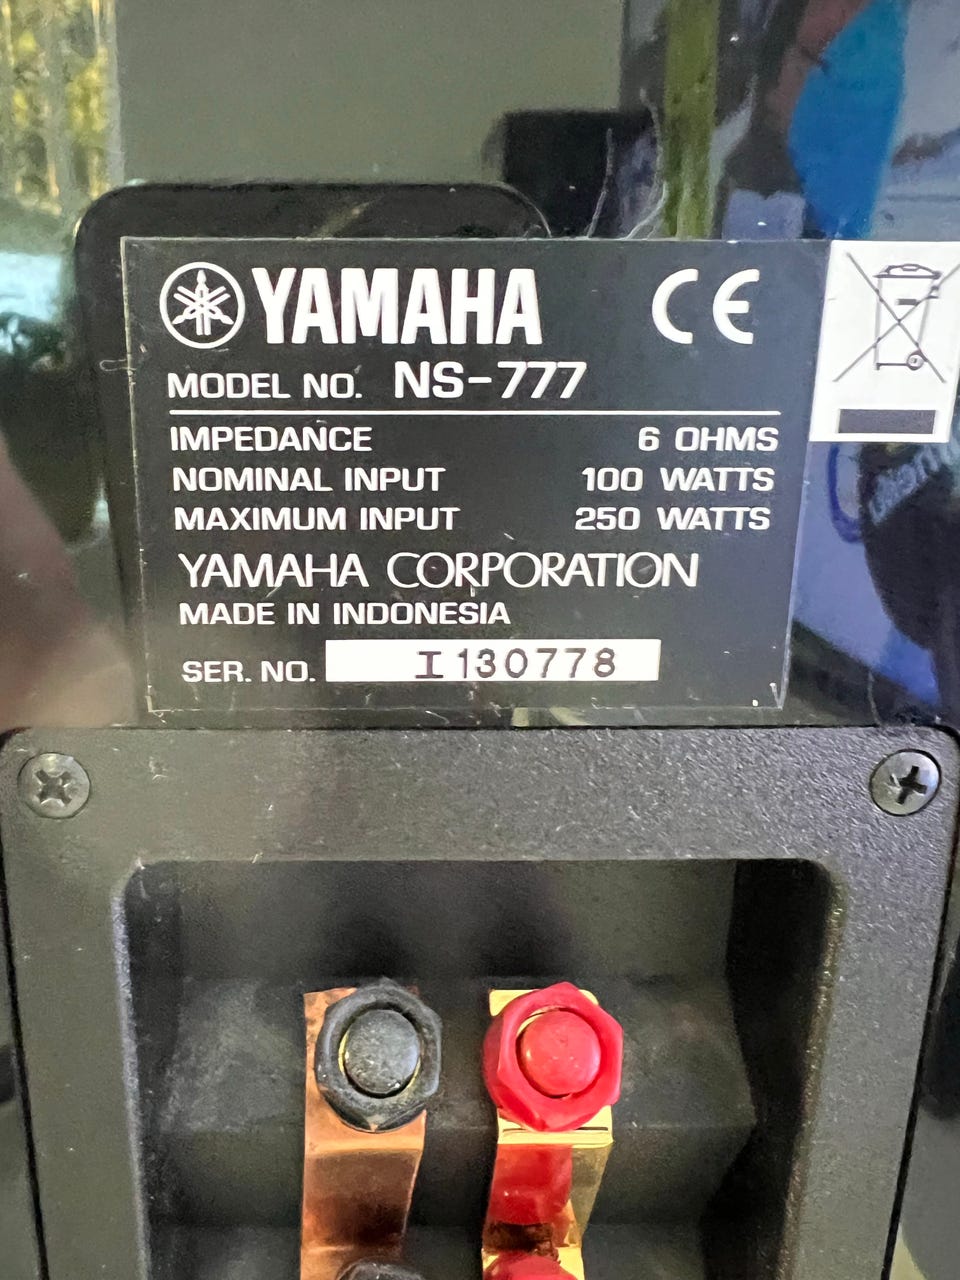 YAMAHA CE
MODEL NO. NS-777
IMPEDANCE 6 OHMS
NOMINAL INPUT 100 WATTS
MAXIMUM INPUT 250 WATTS
YAMAHA CORPORATION
MADE IN INDONESIA
SER. NO. I130778